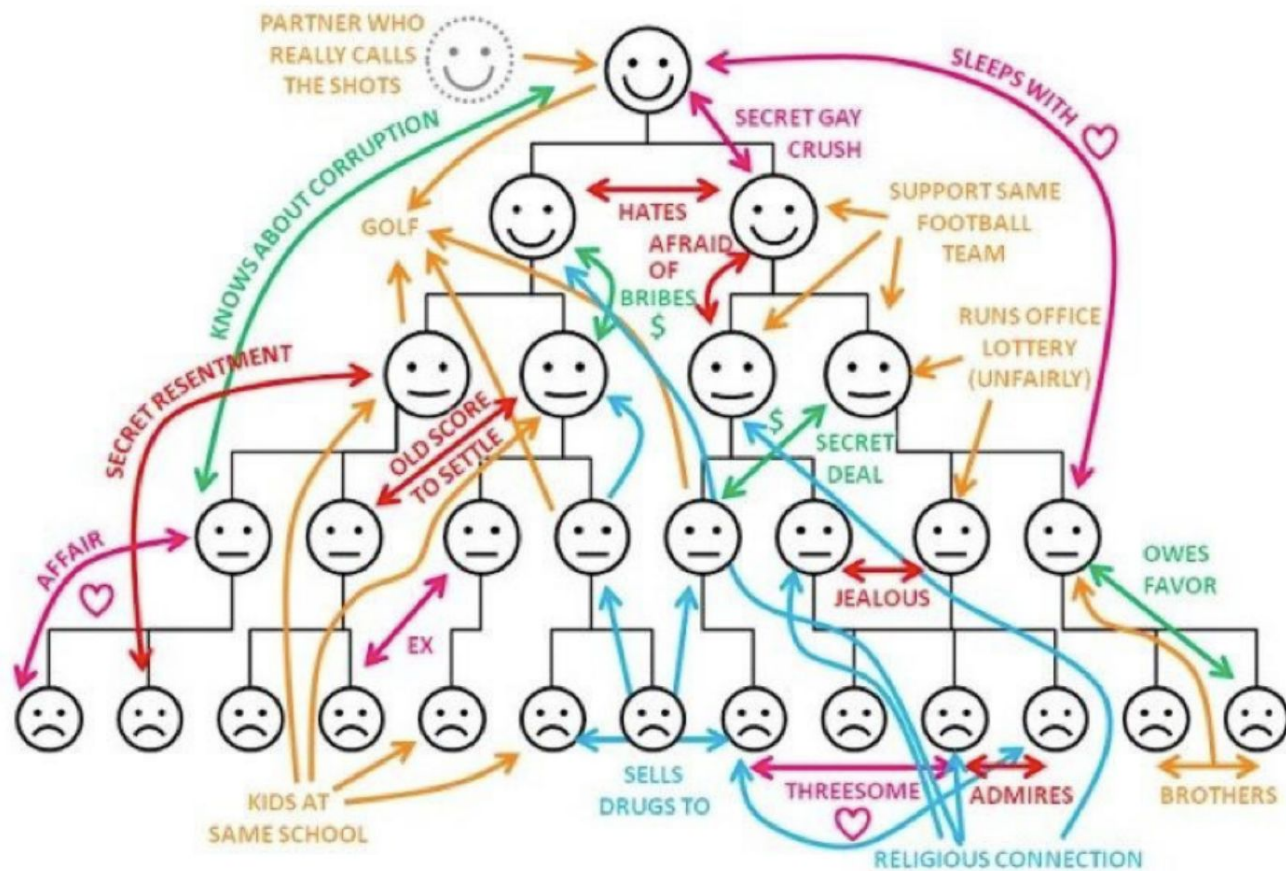 PARTNER WHO
REALLY CALLS
THE SHOTS
SLEEPS WITH
SECRET GAY
CRUSH
KNOWS ABOUT CORRUPTION
GOLF
HATES
SUPPORT SAME
FOOTBALL
TEAM
AFRAID
OF
BRIBES
$
RUNS OFFICE
LOTTERY
(UNFAIRLY)
SECRET RESENTMENT
OLD SCORE
TO SETTLE
$
SECRET
DEAL
AFFAIR
OWES
FAVOR
JEALOUS
EX
KIDS AT
SAME SCHOOL
SELLS
DRUGS TO
THREESOME
ADMIRES
BROTHERS
RELIGIOUS CONNECTION